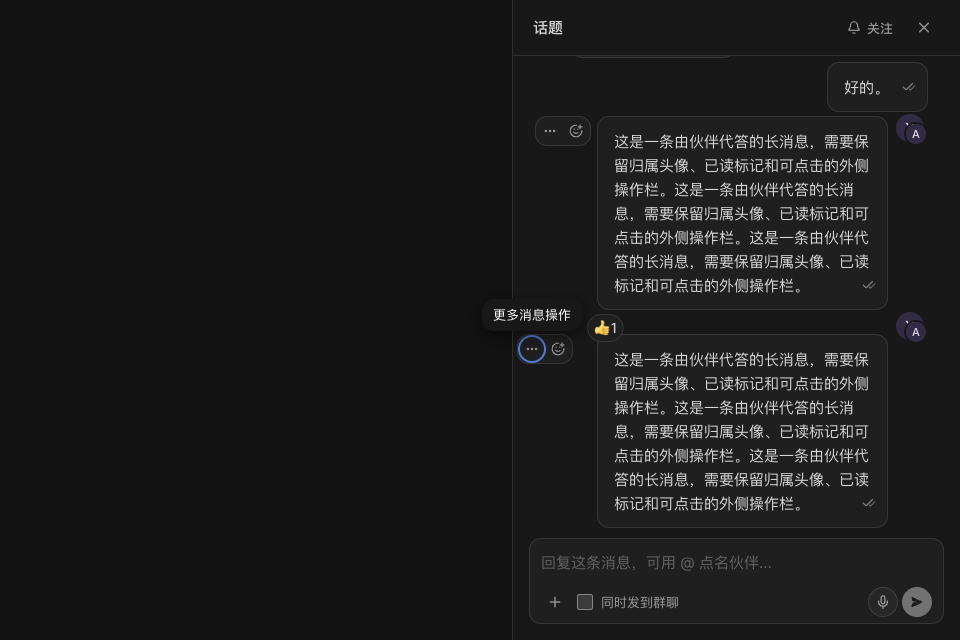 话题
关注
好的。
这是一条由伙伴代答的长消息，需要保
留归属头像、已读标记和可点击的外侧
操作栏。这是一条由伙伴代答的长消
息，需要保留归属头像、已读标记和可
点击的外侧操作栏。这是一条由伙伴代
答的长消息，需要保留归属头像、已读
标记和可点击的外侧操作栏。
A
更多消息操作
👍1
A
这是一条由伙伴代答的长消息，需要保
留归属头像、已读标记和可点击的外侧
操作栏。这是一条由伙伴代答的长消
息，需要保留归属头像、已读标记和可
点击的外侧操作栏。这是一条由伙伴代
答的长消息，需要保留归属头像、已读
标记和可点击的外侧操作栏。
回复这条消息，可用 @ 点名伙伴...
同时发到群聊